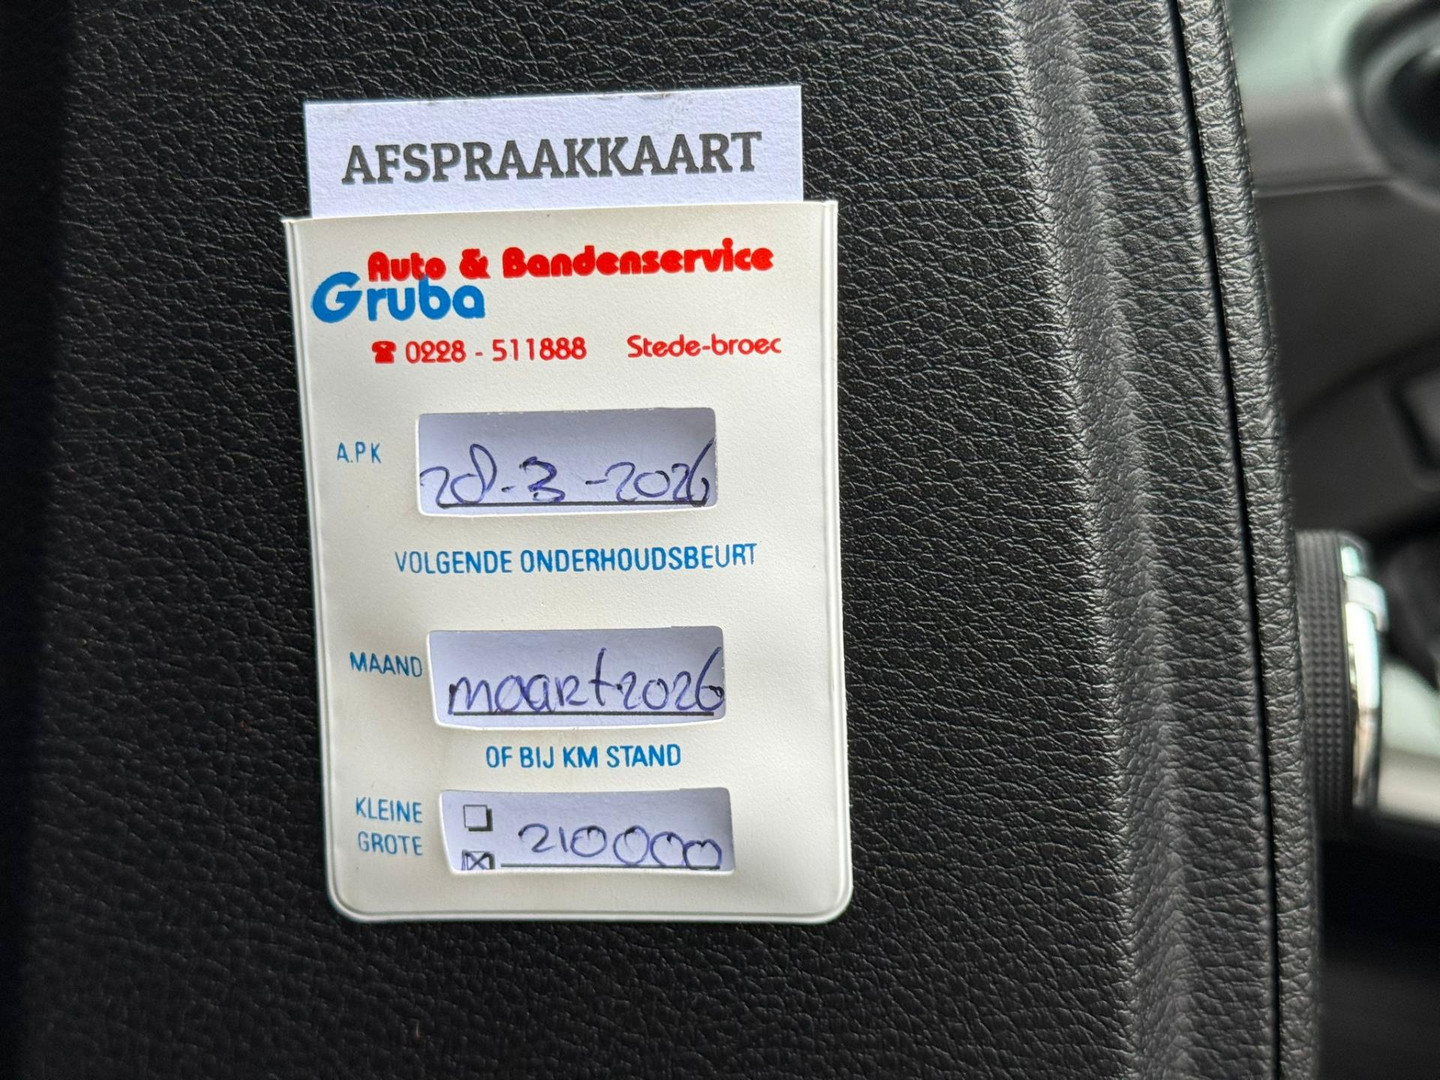 AFSPRAAKKAART
Auto & Bandenservice
Gruba
☎ 0228 - 511888 Stede-broec
A.P.K 28-3-2026
VOLGENDE ONDERHOUDSBEURT
MAAND maart 2026
OF BIJ KM STAND
KLEINE
GROTE 210000